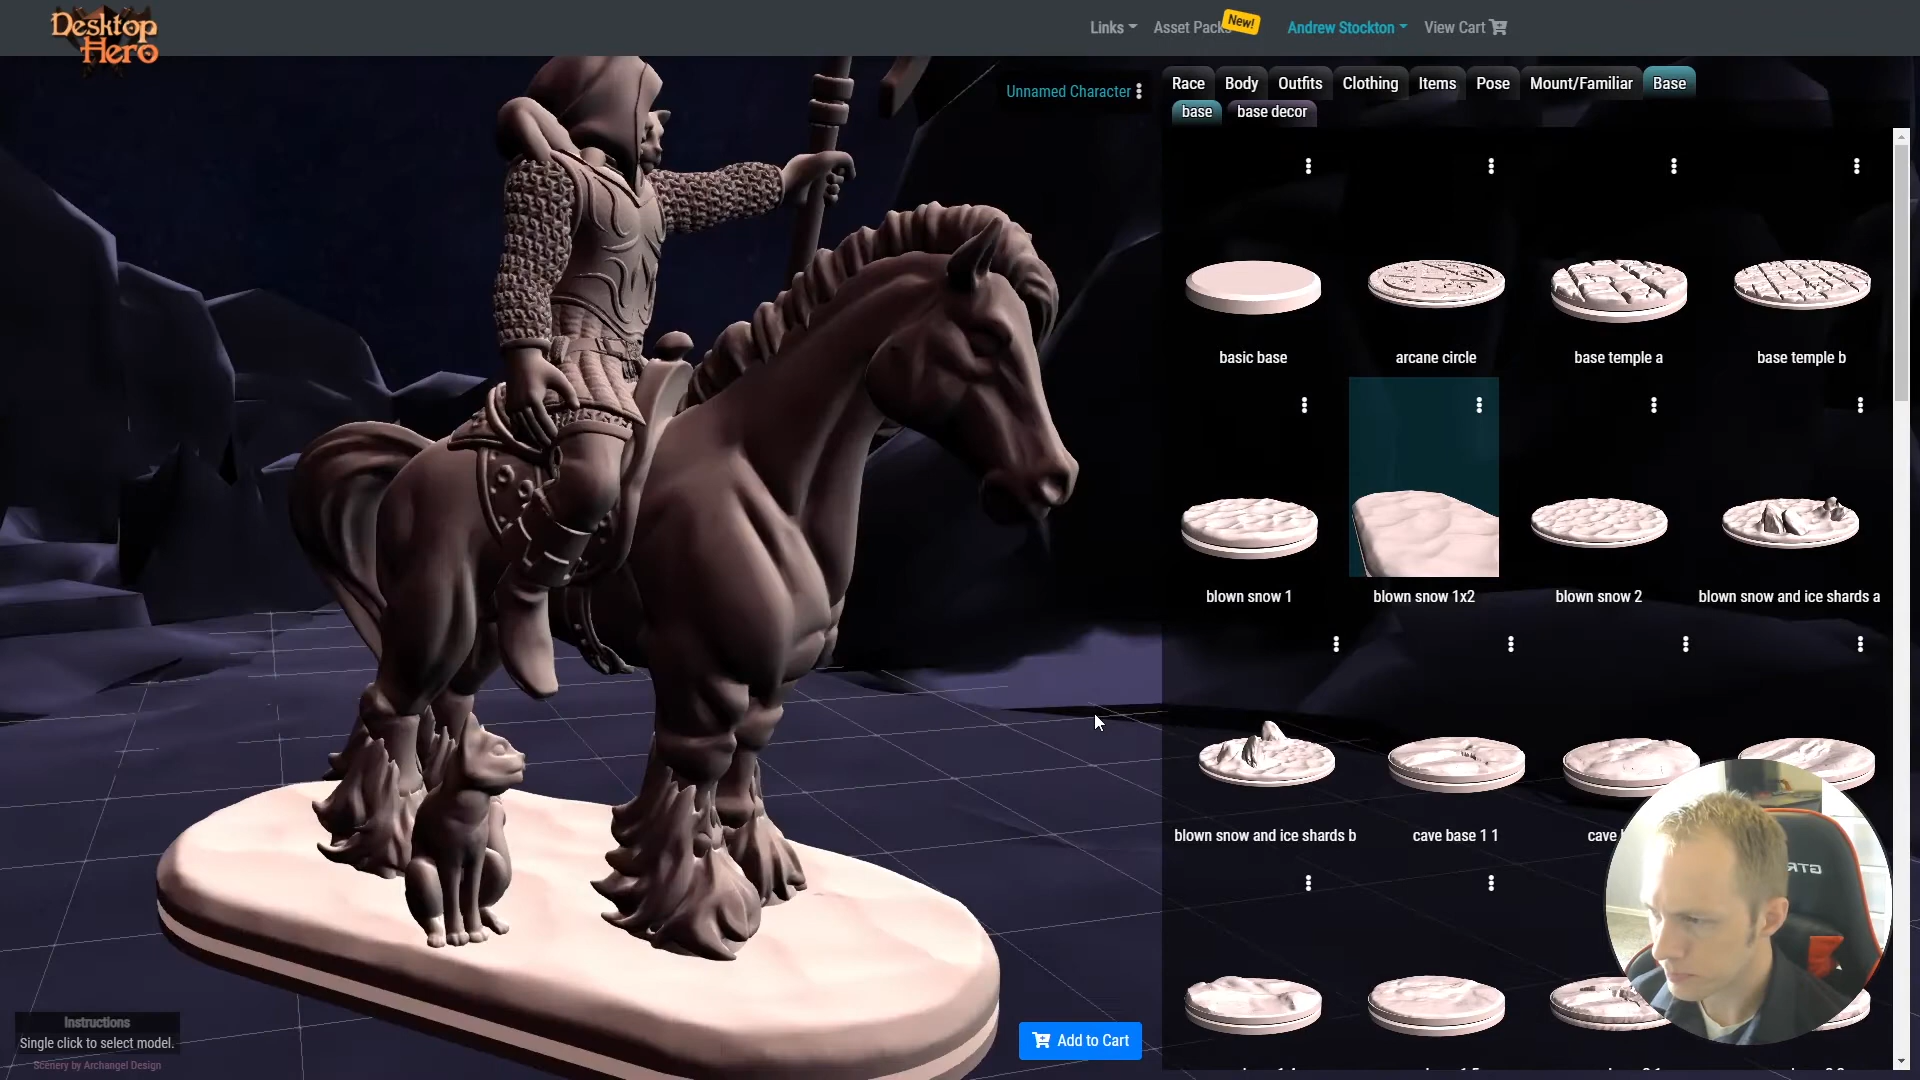 Desktop
Hero
Links
Asset Packs
New!
Andrew Stockton
View Cart
Unnamed Character
Race
Body
Outfits
Clothing
Items
Pose
Mount/Familiar
Base
base
base decor
basic base
arcane circle
base temple a
base temple b
blown snow 1
blown snow 1x2
blown snow 2
blown snow and ice shards a
blown snow and ice shards b
cave base 1 1
cave
GTR
Instructions
Single click to select model.
Scenery by Archangel Design
Add to Cart